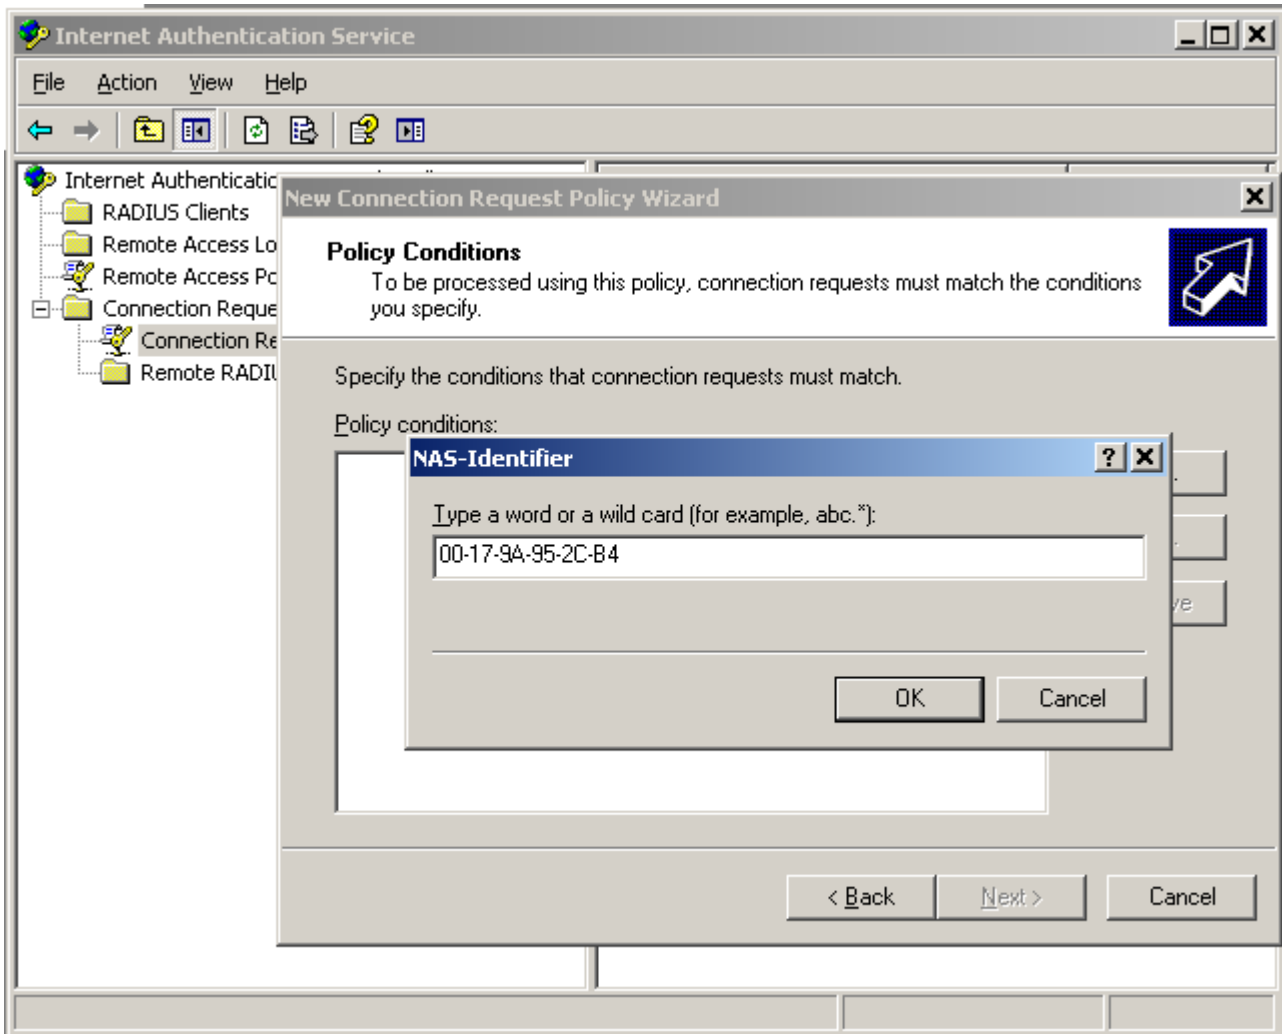 Internet Authentication Service
File Action View Help
Internet Authenticatic
RADIUS Clients
Remote Access Lo
Remote Access Po
Connection Reque
Connection Re
Remote RADIU
New Connection Request Policy Wizard
Policy Conditions
To be processed using this policy, connection requests must match the conditions
you specify.
Specify the conditions that connection requests must match.
Policy conditions:
NAS-Identifier
Type a word or a wild card (for example, abc.*):
00-17-9A-95-2C-B4
OK Cancel
ve
< Back Next > Cancel